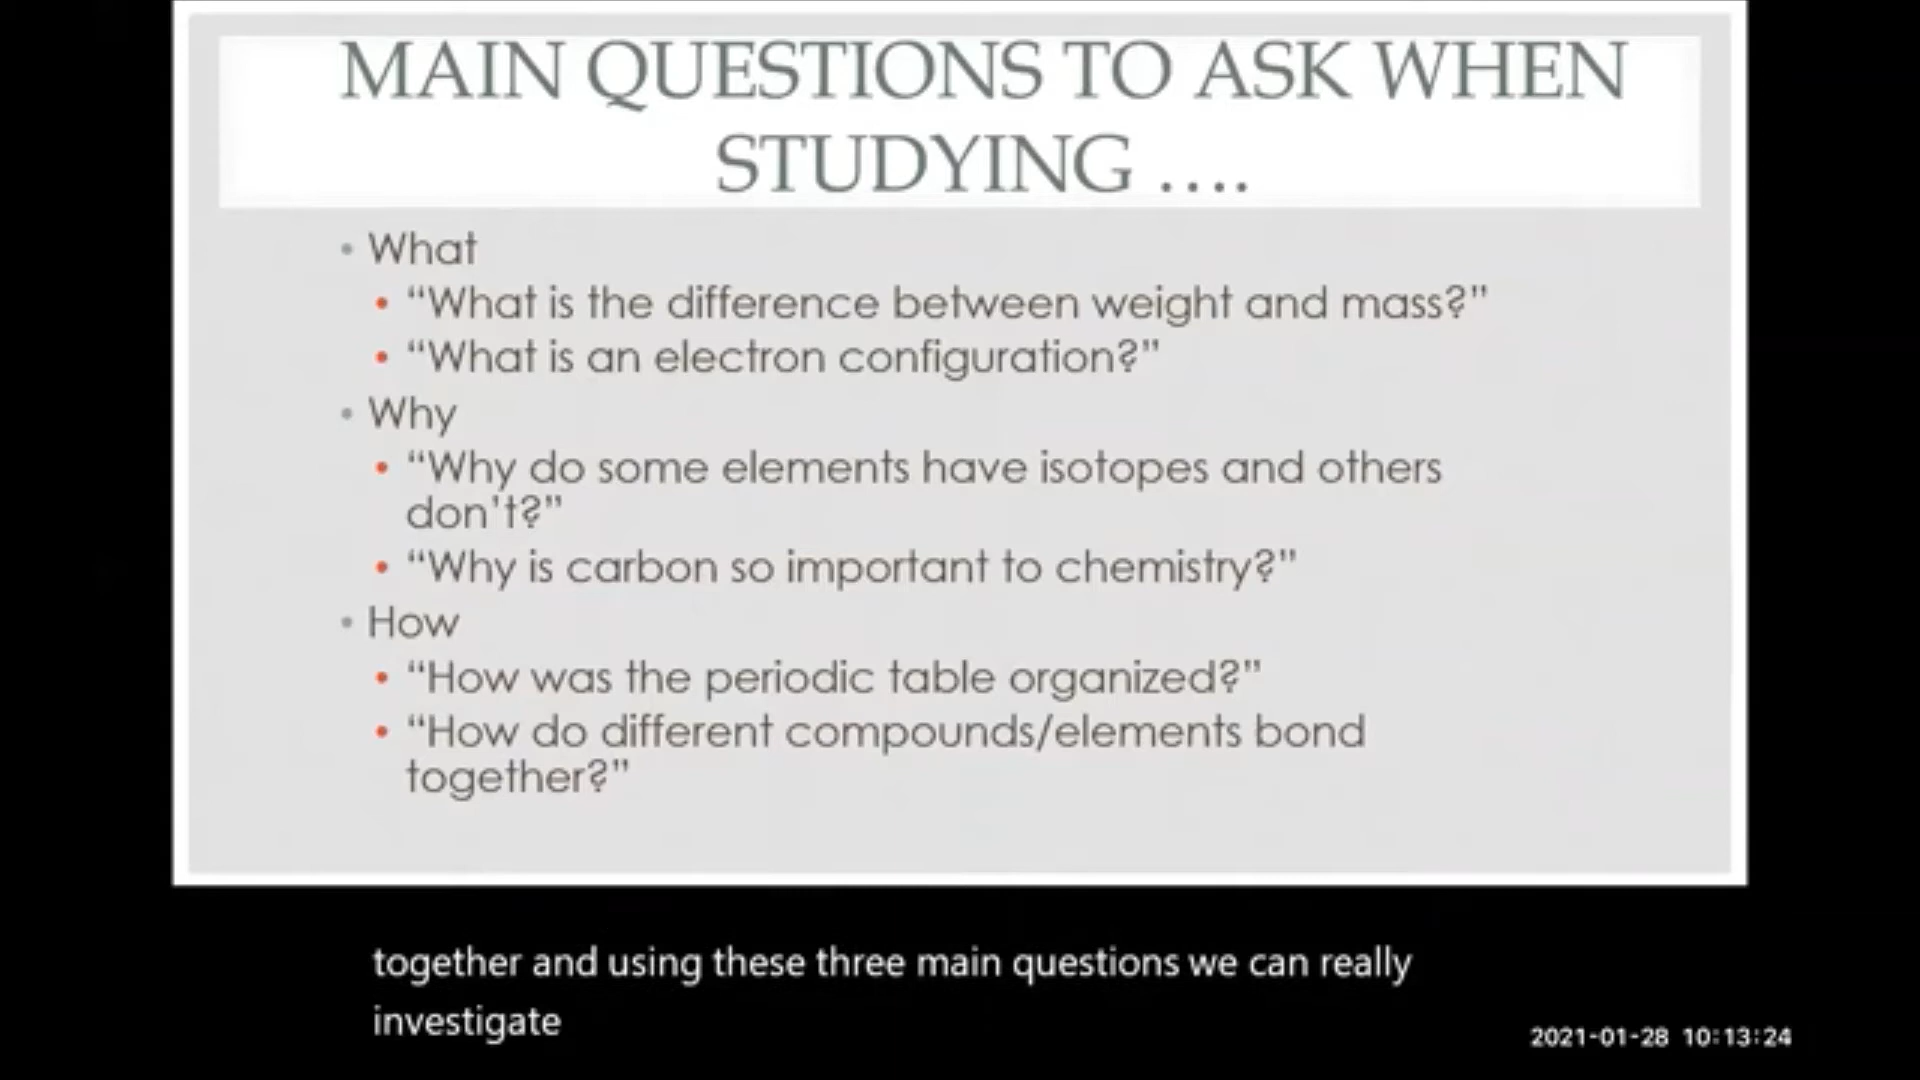 MAIN QUESTIONS TO ASK WHEN
STUDYING ....
• What
• “What is the difference between weight and mass?”
• “What is an electron configuration?”
• Why
• “Why do some elements have isotopes and others
don't?”
• “Why is carbon so important to chemistry?”
• How
• “How was the periodic table organized?”
• “How do different compounds/elements bond
together?”
together and using these three main questions we can really
investigate
2021-01-28 10:13:24